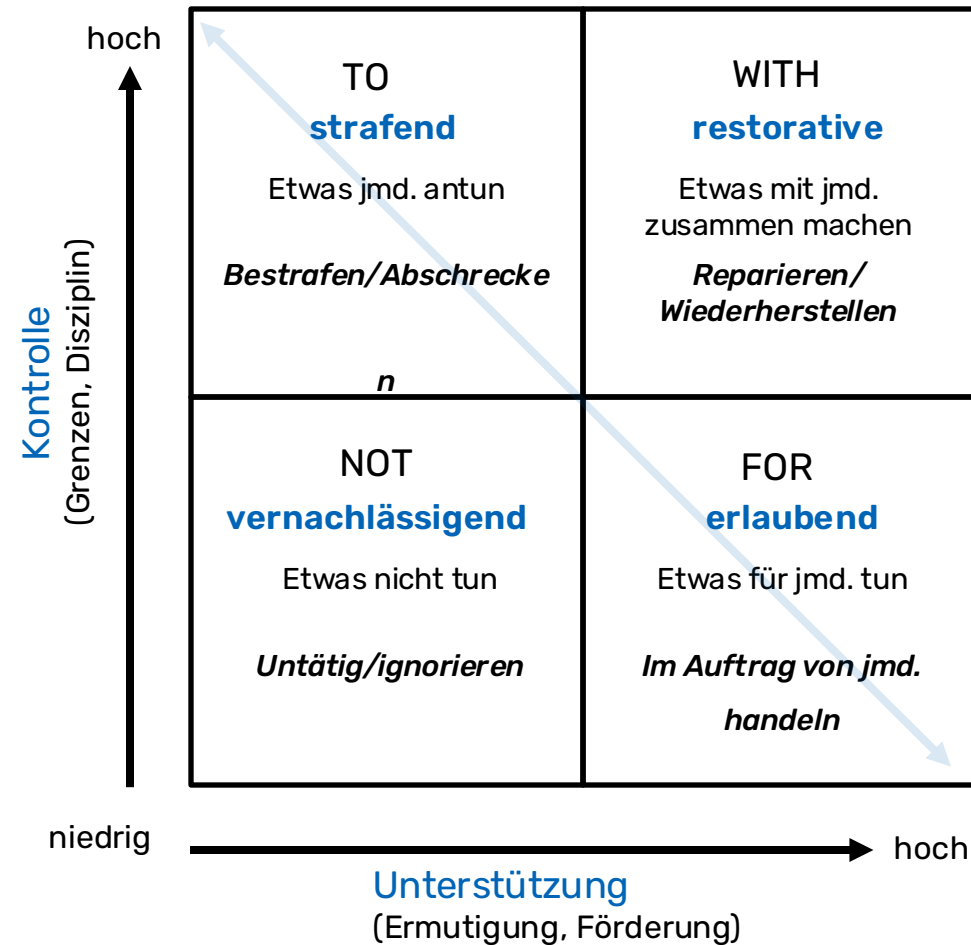 hoch
TO
strafend
Etwas jmd. antun
Bestrafen/Abschrecke
n
WITH
restorative
Etwas mit jmd.
zusammen machen
Reparieren/
Wiederherstellen
Kontrolle
(Grenzen, Disziplin)
NOT
vernachlässigend
Etwas nicht tun
Untätig/ignorieren
FOR
erlaubend
Etwas für jmd. tun
Im Auftrag von jmd.
handeln
niedrig
hoch
Unterstützung
(Ermutigung, Förderung)